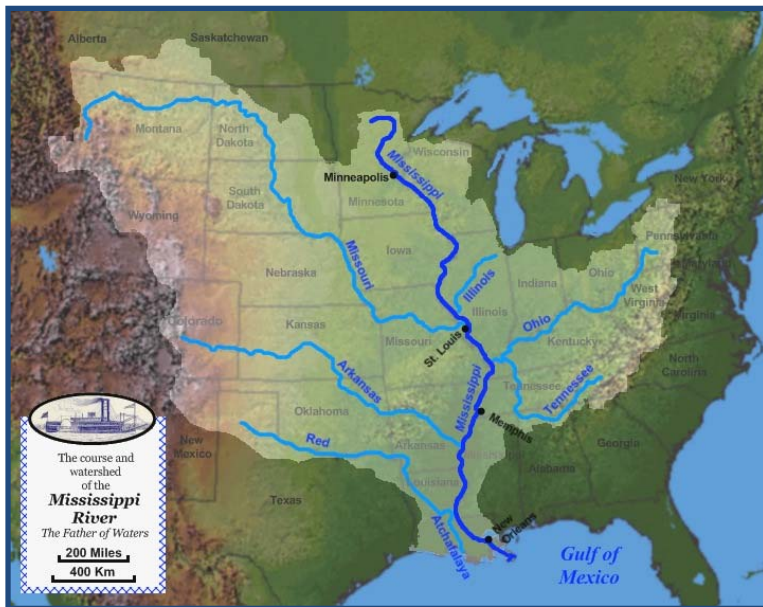 Alberta
Saskatchewan
Montana
North
Dakota
Minneapolis
Mississippi
Wisconsin
South
Dakota
Minnesota
Wyoming
New York
Iowa
Missouri
Nebraska
Illinois
Illinois
Indiana
Ohio
Pennsylvania
Maryland
West
Virginia
Virginia
Colorado
Kansas
Missouri
St. Louis
Ohio
Kentucky
Arkansas
Mississippi
Tennessee
Tennessee
North
Carolina
Memphis
Oklahoma
Arkansas
Mississippi
Alabama
Georgia
New
Mexico
Red
Texas
Louisiana
Atchafalaya
New
Orleans
Gulf of
Mexico
The course and
watershed
of the
Mississippi
River
The Father of Waters
200 Miles
400 Km